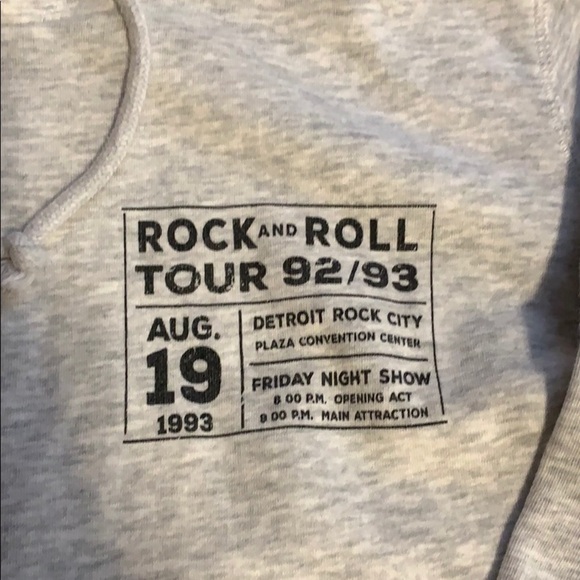 ROCK AND ROLL
TOUR 92/93
AUG.
19
1993
DETROIT ROCK CITY
PLAZA CONVENTION CENTER
FRIDAY NIGHT SHOW
8 00 P.M. OPENING ACT
9 00 P.M. MAIN ATTRACTION